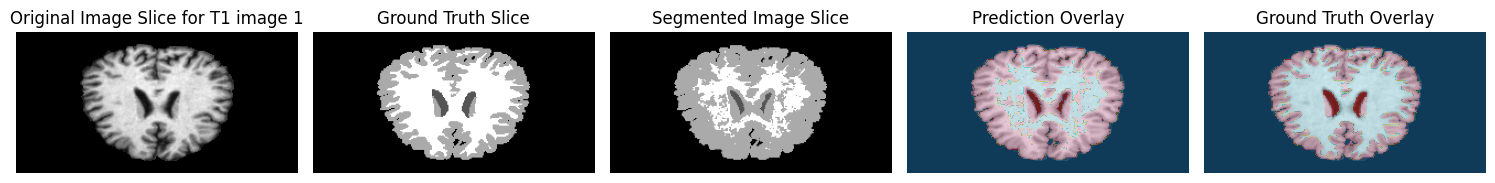 Original Image Slice for T1 image 1
Ground Truth Slice
Segmented Image Slice
Prediction Overlay
Ground Truth Overlay